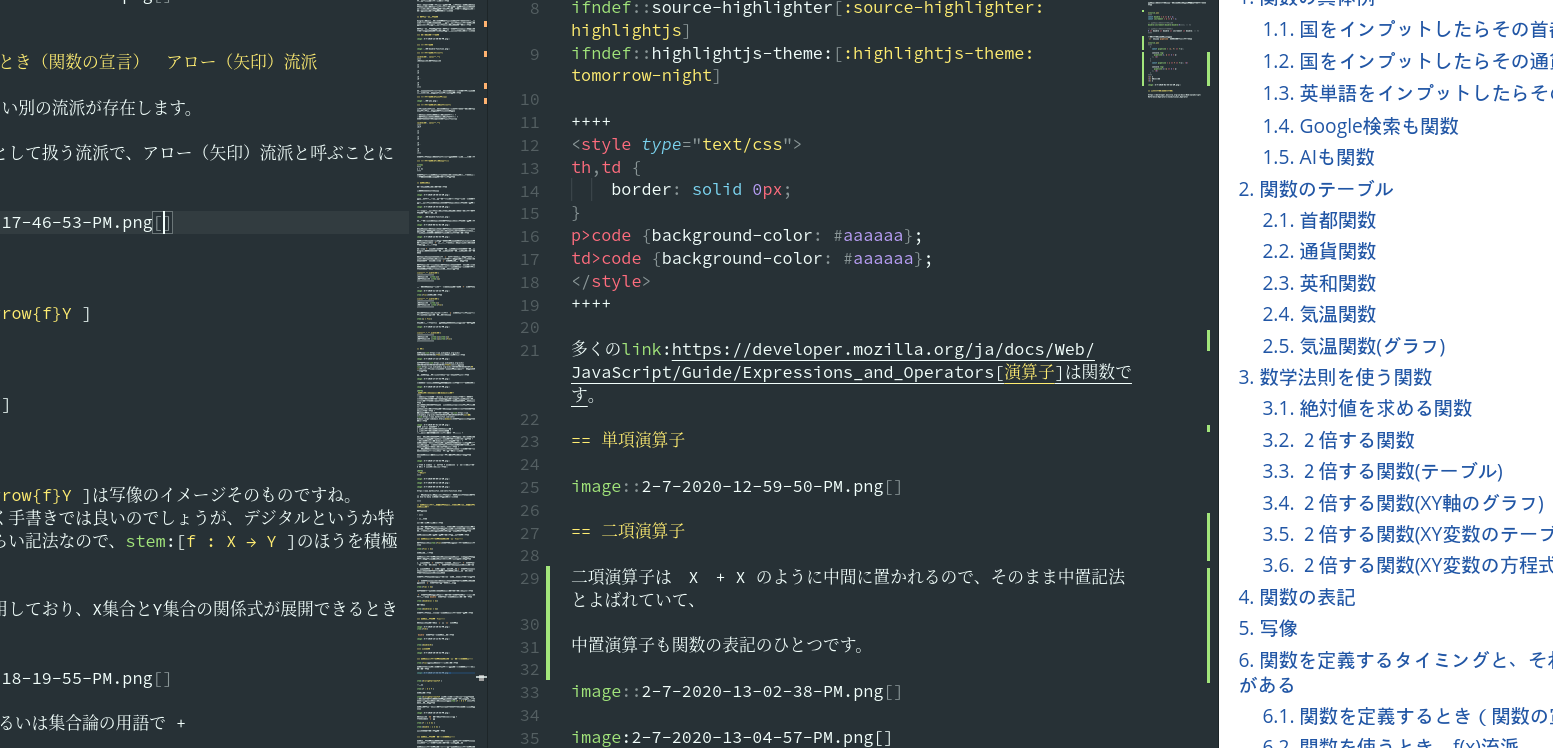 とき（関数の宣言）　アロー（矢印）流派
い別の流派が存在します。
として扱う流派で、アロー（矢印）流派と呼ぶことに
17-46-53-PM.png[]
row{f}Y ]
]
row{f}Y ]は写像のイメージそのものですね。
く手書きでは良いのでしょうが、デジタルというか特
らい記法なので、stem:[f : X → Y ]のほうを積極
用しており、X集合とY集合の関係式が展開できるとき
18-19-55-PM.png[]
るいは集合論の用語で +
8 ifndef::source-highlighter[:source-highlighter:
highlightjs]
9 ifndef::highlightjs-theme:[:highlightjs-theme:
tomorrow-night]
10
11 ++++
12 <style type="text/css">
13 th,td {
14 border: solid 0px;
15 }
16 p>code {background-color: #aaaaaa};
17 td>code {background-color: #aaaaaa};
18 </style>
19 ++++
20
21 多くのlink:https://developer.mozilla.org/ja/docs/Web/
JavaScript/Guide/Expressions_and_Operators[演算子]は関数で
す。
22
23 == 単項演算子
24
25 image::2-7-2020-12-59-50-PM.png[]
26
27 == 二項演算子
28
29 二項演算子は　X　+ X のように中間に置かれるので、そのまま中置記法
とよばれていて、
30
31 中置演算子も関数の表記のひとつです。
32
33 image::2-7-2020-13-02-38-PM.png[]
34
35 image:2-7-2020-13-04-57-PM.png[]
1. 関数の具体例
1.1. 国をインプットしたらその首
1.2. 国をインプットしたらその通
1.3. 英単語をインプットしたらそ
1.4. Google検索も関数
1.5. AIも関数
2. 関数のテーブル
2.1. 首都関数
2.2. 通貨関数
2.3. 英和関数
2.4. 気温関数
2.5. 気温関数(グラフ)
3. 数学法則を使う関数
3.1. 絶対値を求める関数
3.2. ２倍する関数
3.3. ２倍する関数(テーブル)
3.4. ２倍する関数(XY軸のグラフ)
3.5. ２倍する関数(XY変数のテーブ
3.6. ２倍する関数(XY変数の方程式
4. 関数の表記
5. 写像
6. 関数を定義するタイミングと、それ
がある
6.1. 関数を定義するとき（関数の宣
6.2. 関数を使うとき f(x)流派